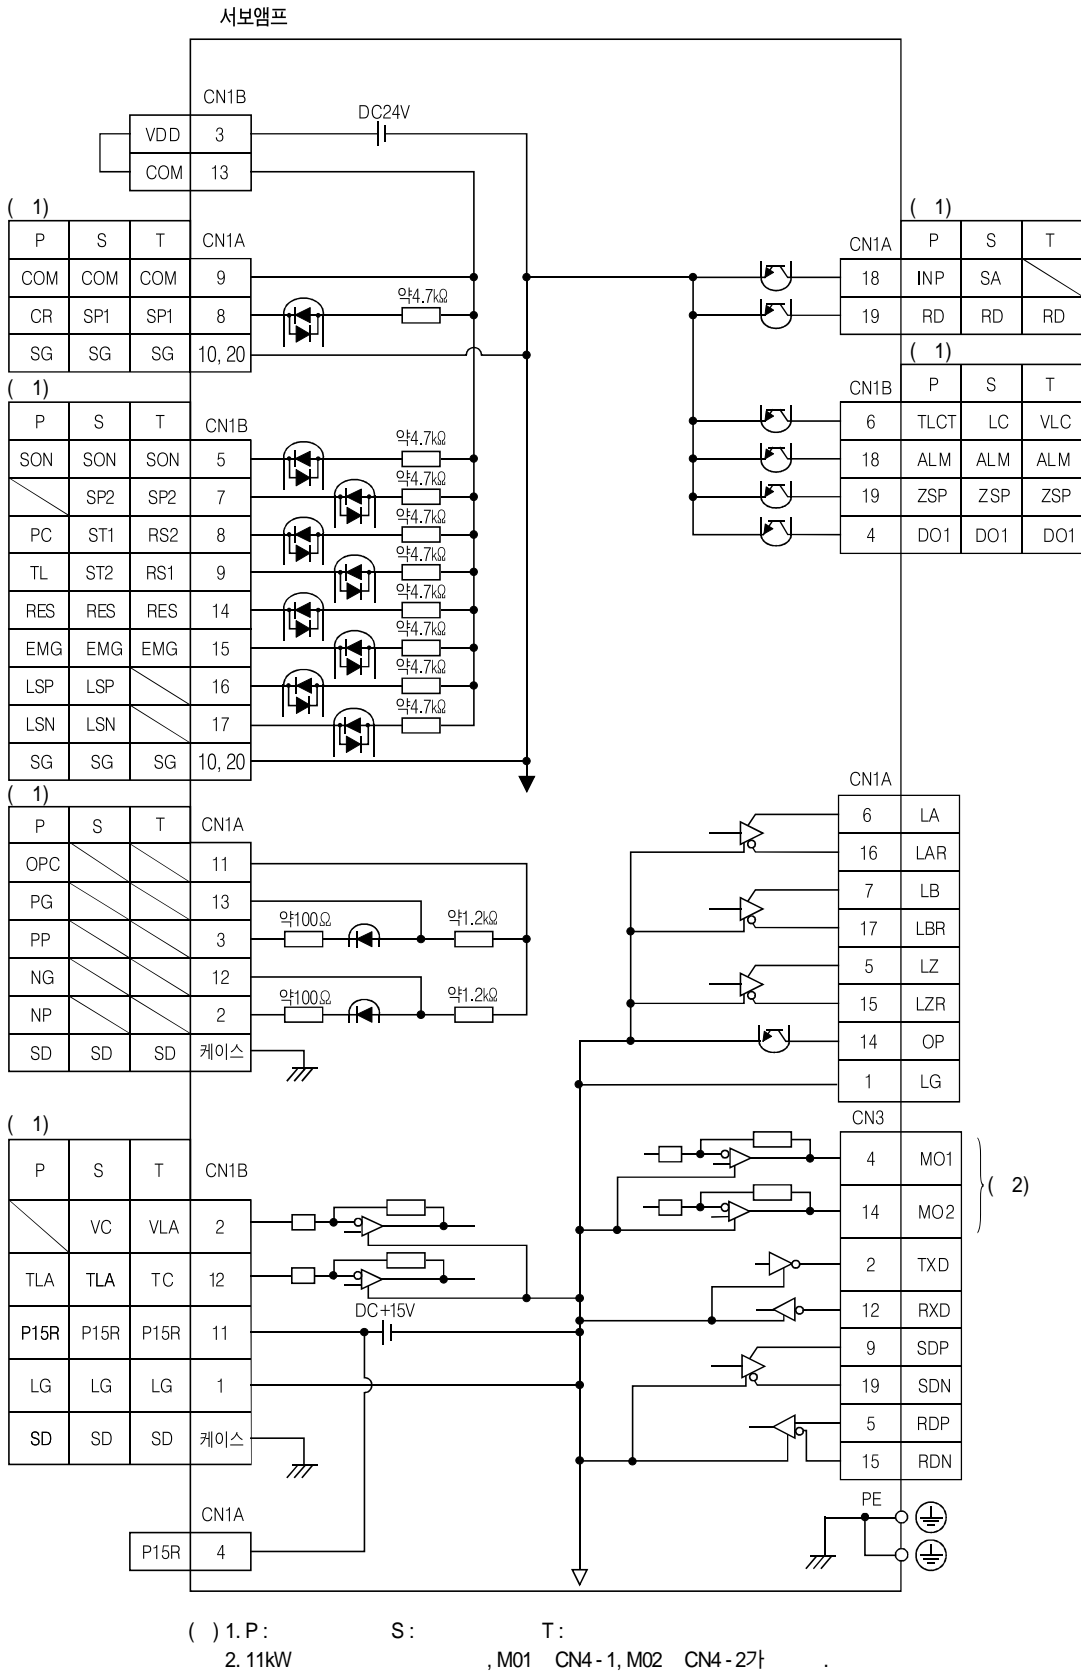 서보앰프
CN1B
DC24V
VDD 3
COM 13
( 1)
P S T CN1A
COM COM COM 9
CR SP1 SP1 8 약4.7kΩ
SG SG SG 10, 20
( 1)
P S T CN1B
SON SON SON 5 약4.7kΩ
SP2 SP2 7 약4.7kΩ
PC ST1 RS2 8 약4.7kΩ
TL ST2 RS1 9 약4.7kΩ
RES RES RES 14 약4.7kΩ
EMG EMG EMG 15 약4.7kΩ
LSP LSP 16 약4.7kΩ
LSN LSN 17 약4.7kΩ
SG SG SG 10, 20
( 1)
P S T CN1A
OPC 11
PG 13
PP 3 약100Ω 약1.2kΩ
NG 12
NP 2 약100Ω 약1.2kΩ
SD SD SD 케이스
( 1)
P S T CN1B
VC VLA 2
TLA TLA TC 12
P15R P15R P15R 11 DC+15V
LG LG LG 1
SD SD SD 케이스
CN1A
P15R 4
( 1)
CN1A P S T
18 INP SA
19 RD RD RD
( 1)
CN1B P S T
6 TLCT LC VLC
18 ALM ALM ALM
19 ZSP ZSP ZSP
4 DO1 DO1 DO1
CN1A
6 LA
16 LAR
7 LB
17 LBR
5 LZ
15 LZR
14 OP
1 LG
CN3
4 MO1
( 2)
14 MO2
2 TXD
12 RXD
9 SDP
19 SDN
5 RDP
15 RDN
PE
( ) 1. P : S : T :
2. 11kW , M01 CN4 - 1, M02 CN4 - 2가 .